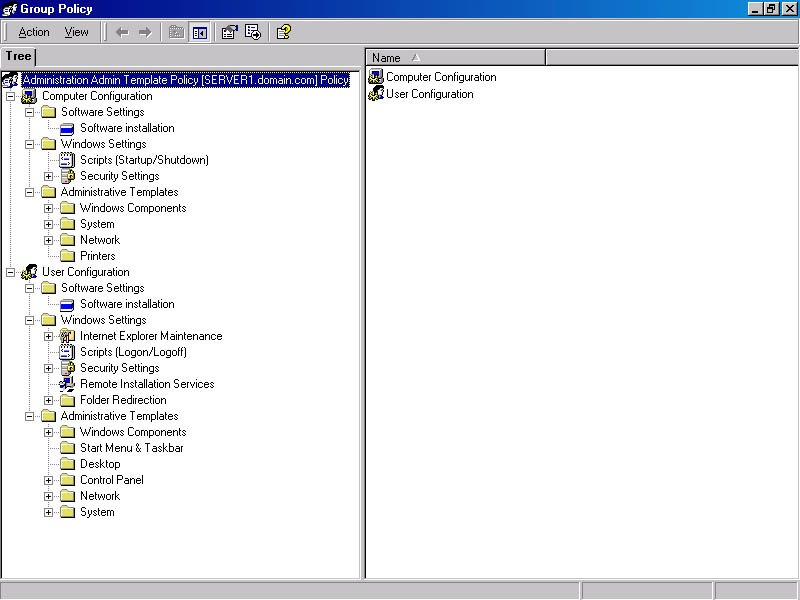 Group Policy
Action View
Tree
Name
Administration Admin Template Policy [SERVER1.domain.com] Policy
Computer Configuration
Software Settings
Software installation
Windows Settings
Scripts (Startup/Shutdown)
Security Settings
Administrative Templates
Windows Components
System
Network
Printers
User Configuration
Software Settings
Software installation
Windows Settings
Internet Explorer Maintenance
Scripts (Logon/Logoff)
Security Settings
Remote Installation Services
Folder Redirection
Administrative Templates
Windows Components
Start Menu & Taskbar
Desktop
Control Panel
Network
System
Computer Configuration
User Configuration